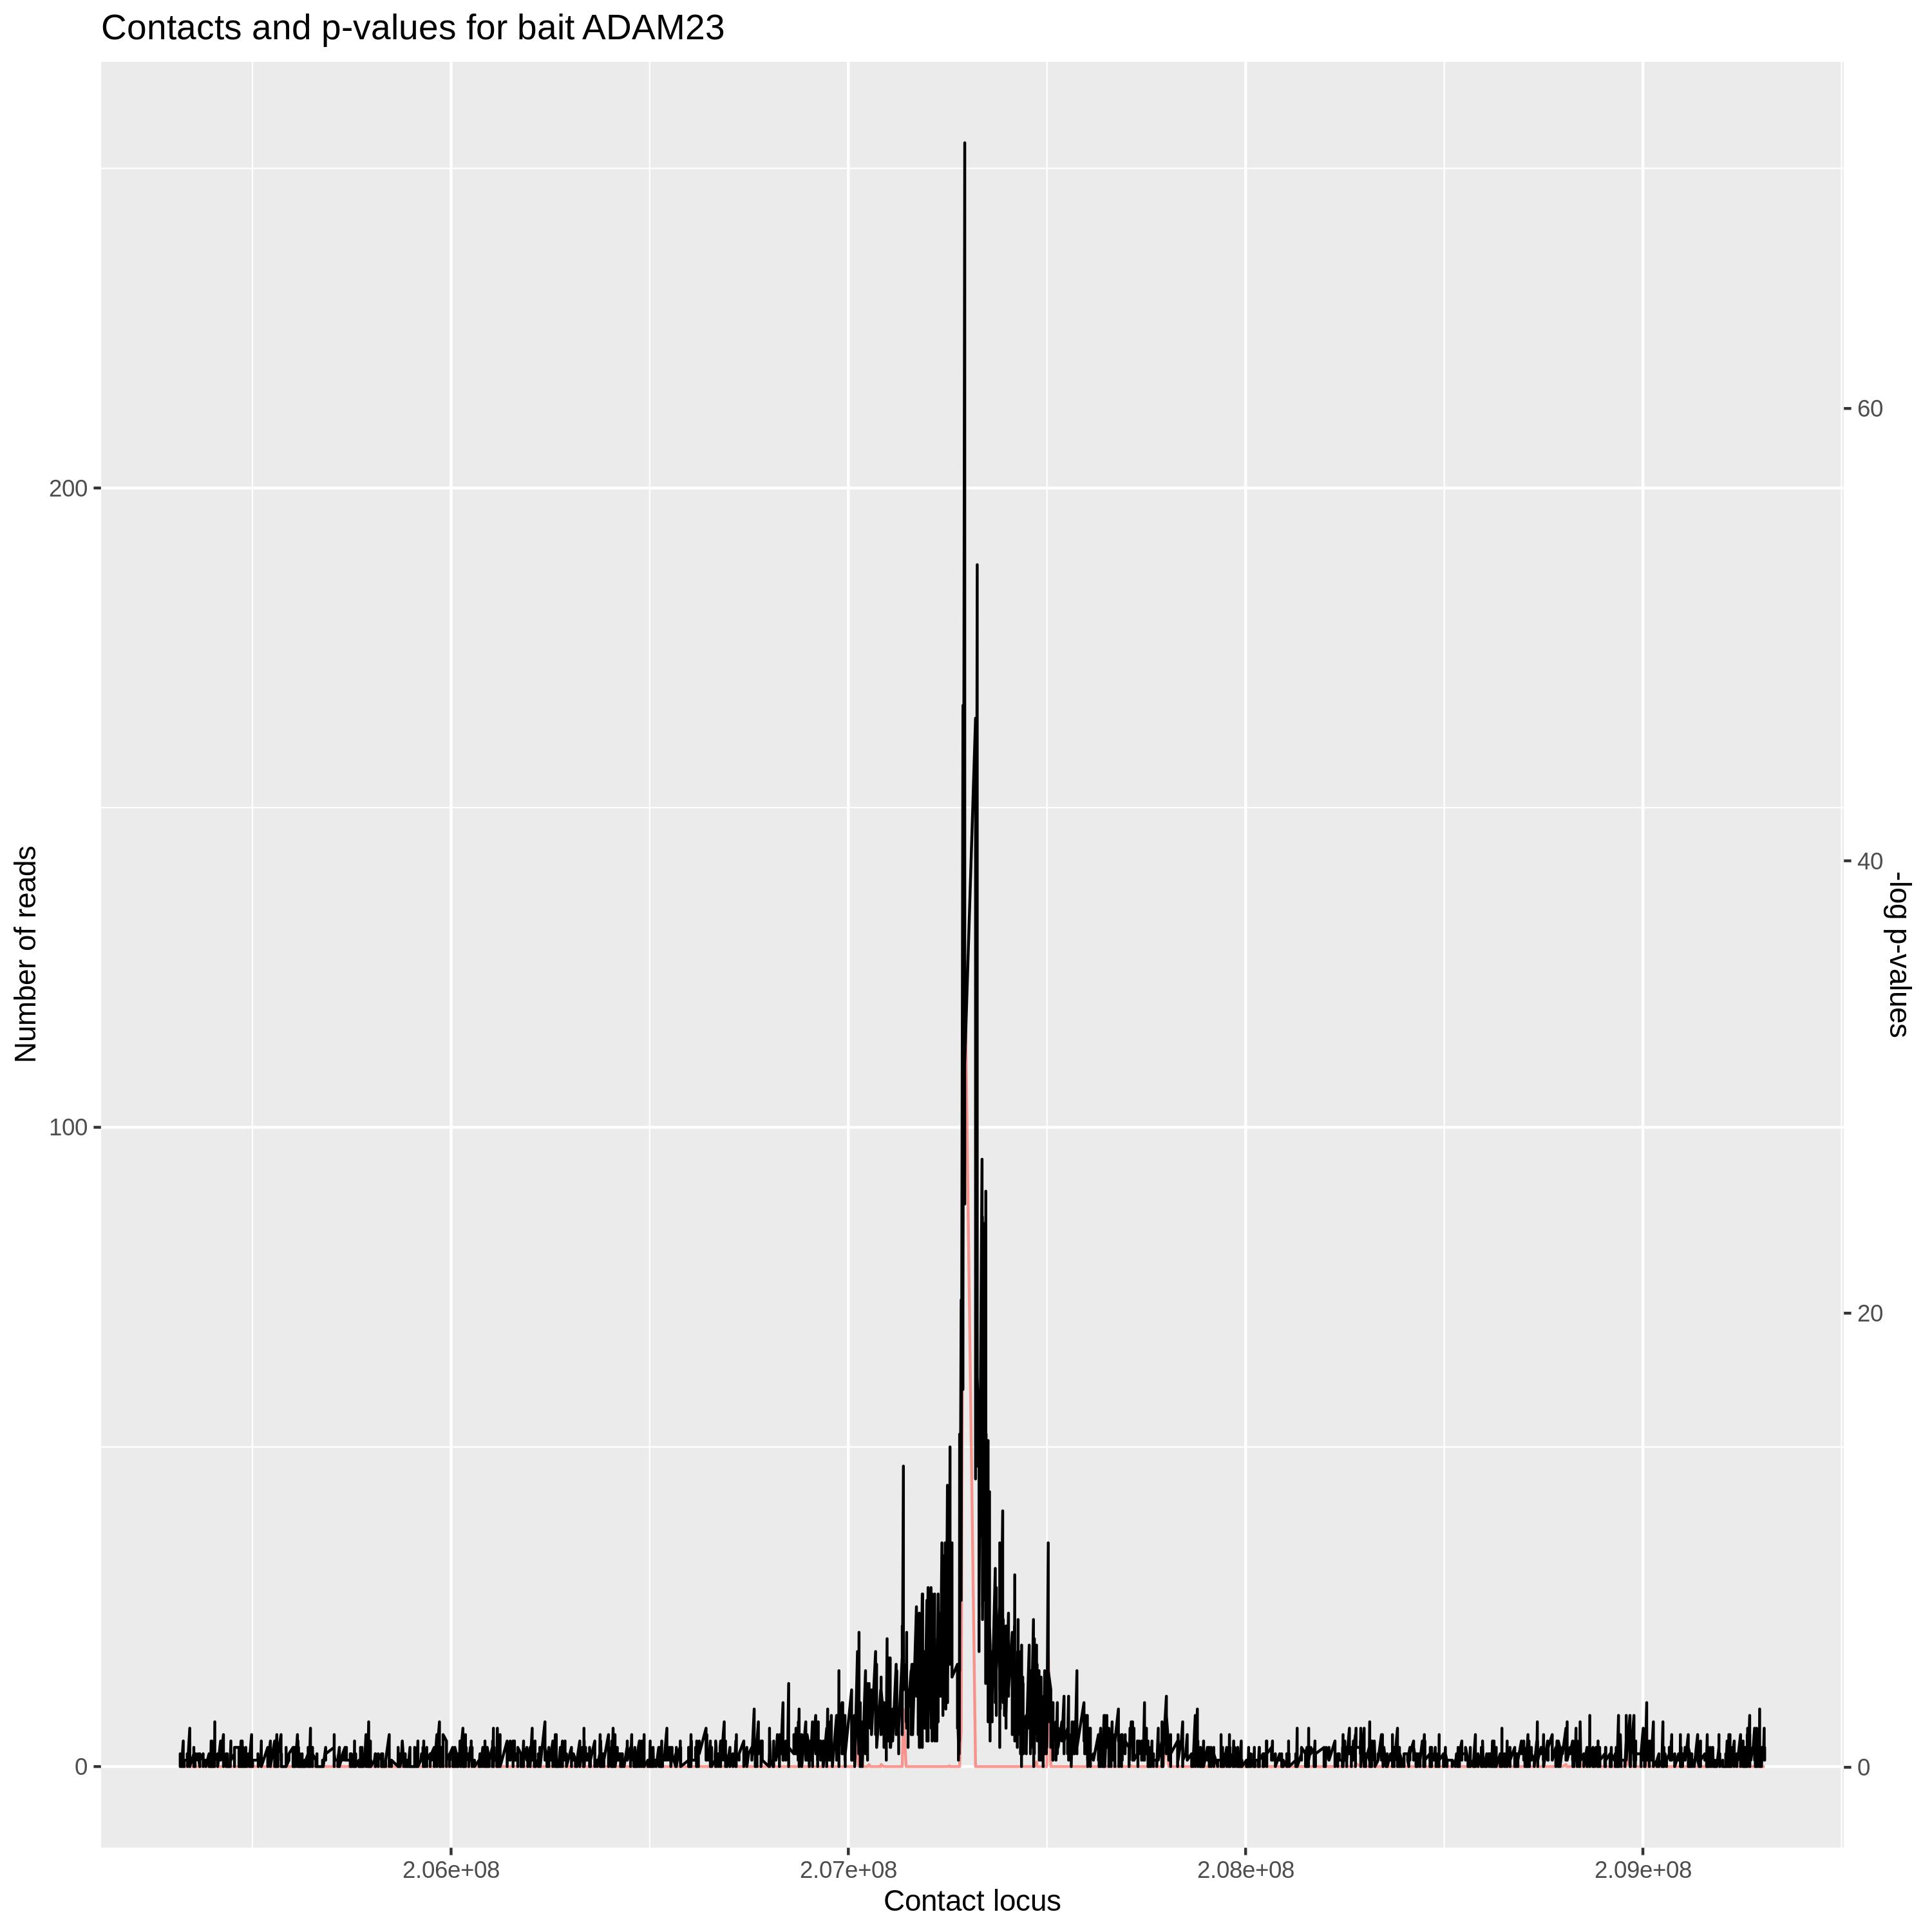 Contacts and p-values for bait ADAM23
Number of reads
200
100
0
60
40
20
0
-log p-values
2.06e+08
2.07e+08
2.08e+08
2.09e+08
Contact locus